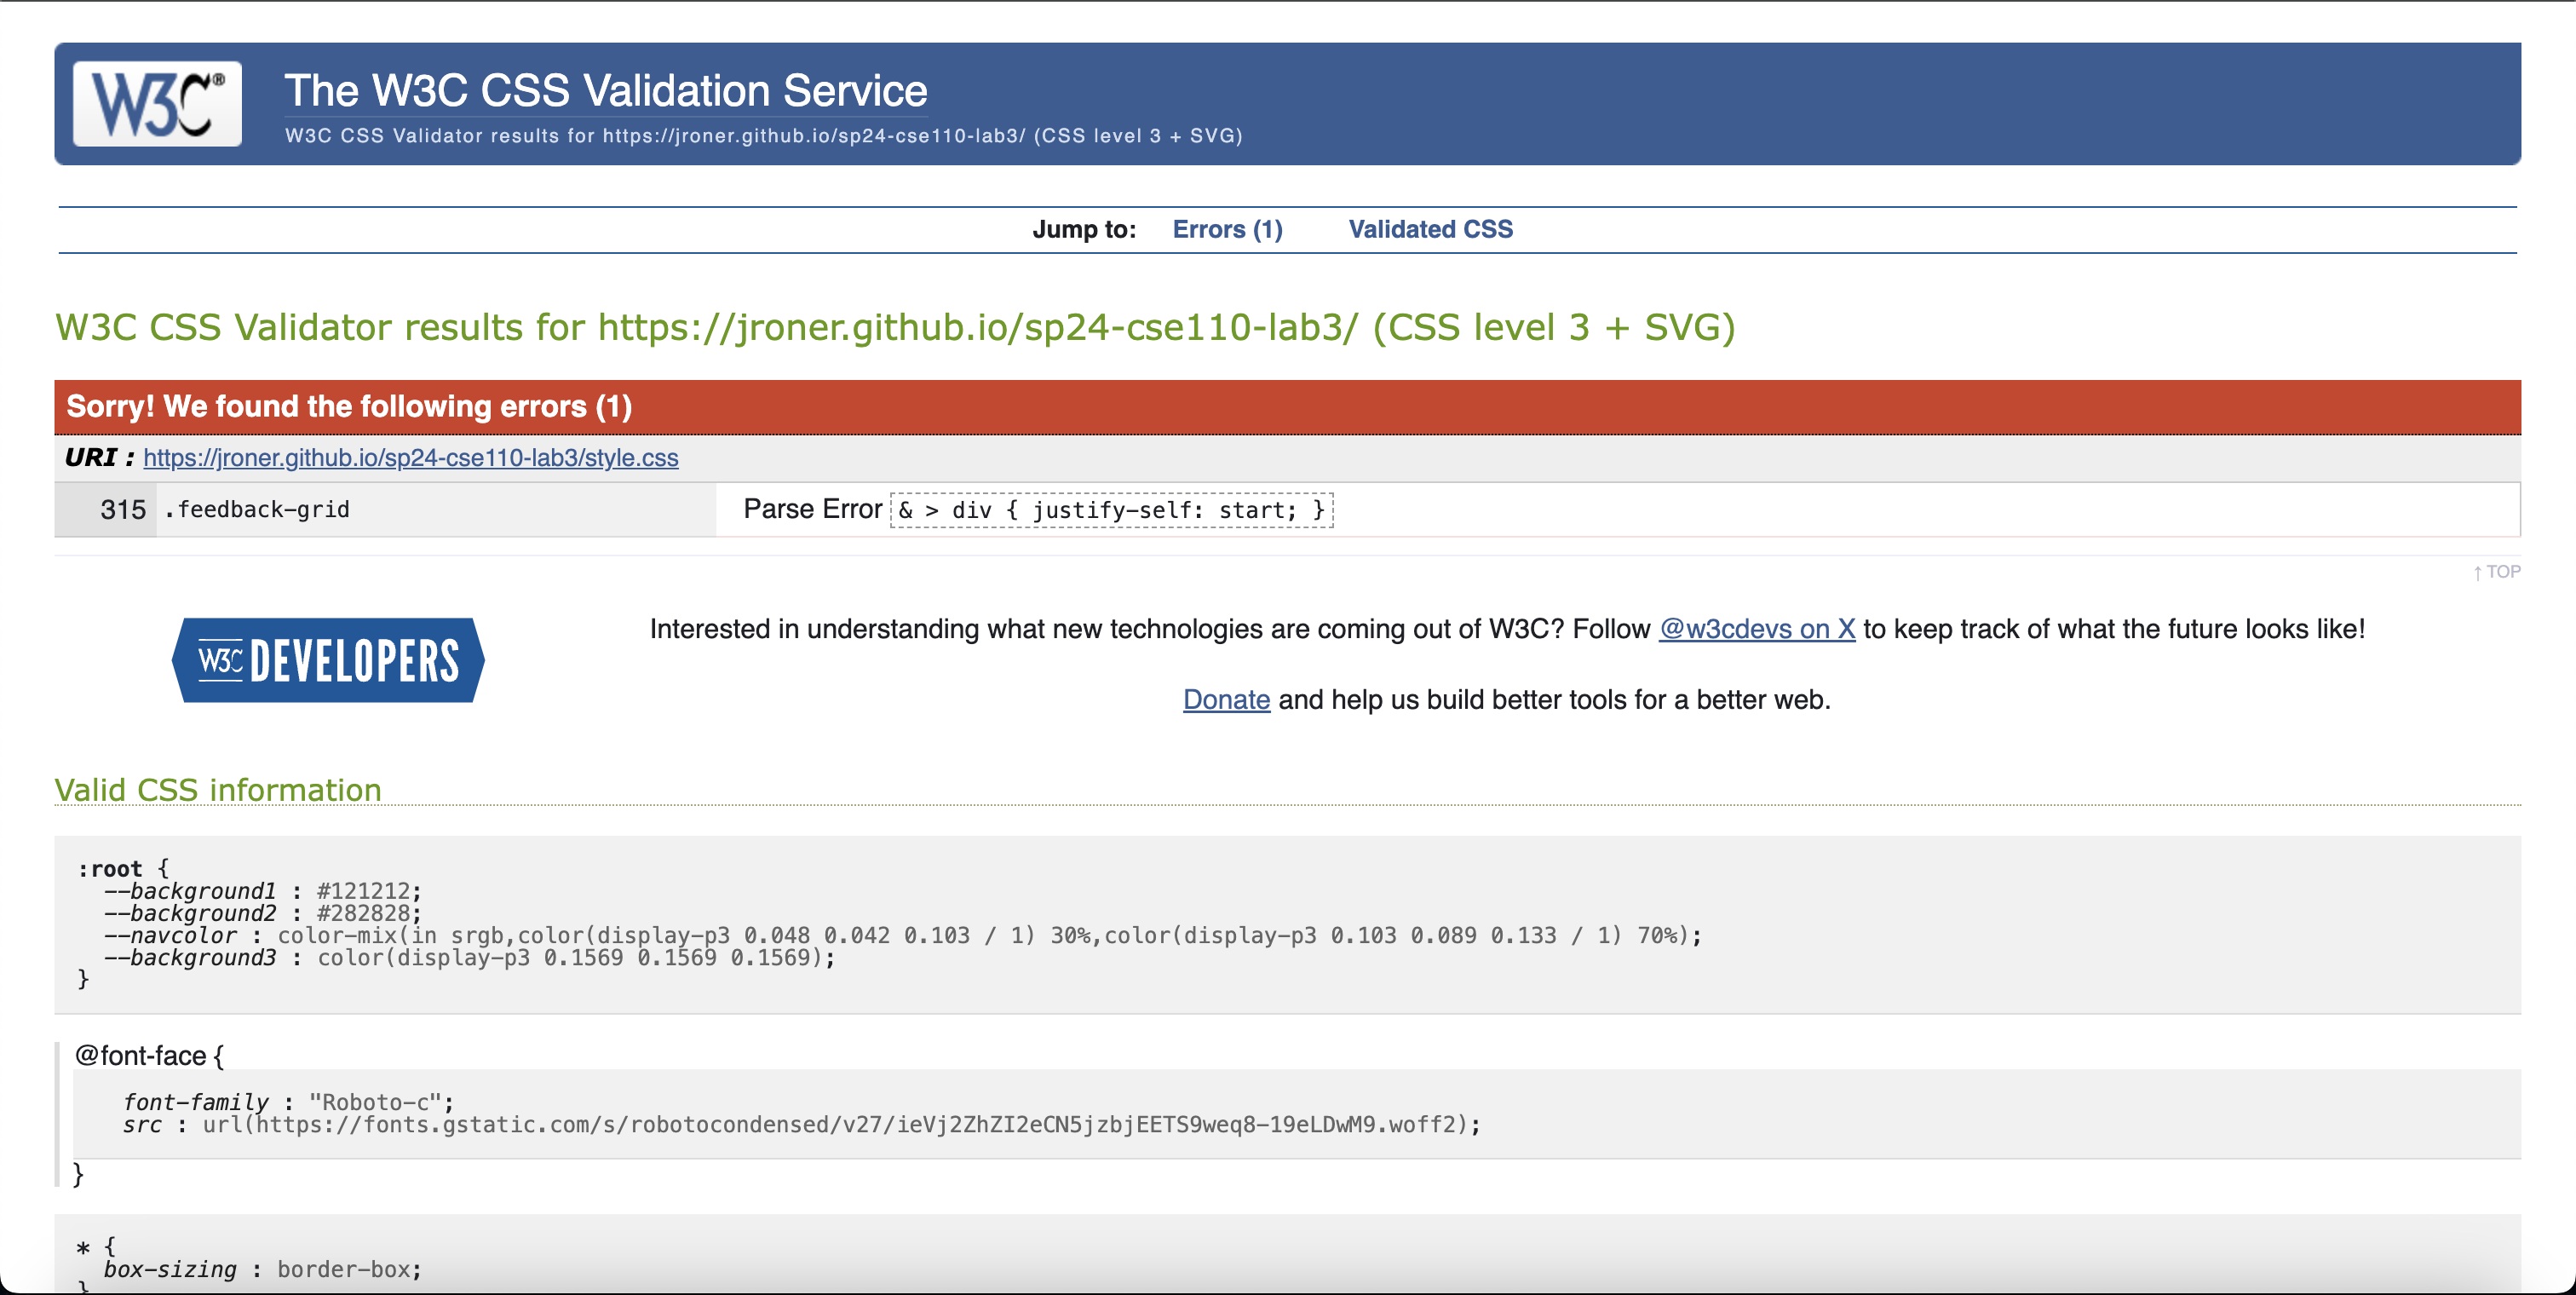 W3C®
The W3C CSS Validation Service
W3C CSS Validator results for https://jroner.github.io/sp24-cse110-lab3/ (CSS level 3 + SVG)
Jump to: Errors (1) Validated CSS
W3C CSS Validator results for https://jroner.github.io/sp24-cse110-lab3/ (CSS level 3 + SVG)
Sorry! We found the following errors (1)
URI : https://jroner.github.io/sp24-cse110-lab3/style.css
315 .feedback-grid Parse Error & > div { justify-self: start; }
↑ TOP
W3C DEVELOPERS
Interested in understanding what new technologies are coming out of W3C? Follow @w3cdevs on X to keep track of what the future looks like!
Donate and help us build better tools for a better web.
Valid CSS information
:root {
--background1 : #121212;
--background2 : #282828;
--navcolor : color-mix(in srgb,color(display-p3 0.048 0.042 0.103 / 1) 30%,color(display-p3 0.103 0.089 0.133 / 1) 70%);
--background3 : color(display-p3 0.1569 0.1569 0.1569);
}
@font-face {
font-family : "Roboto-c";
src : url(https://fonts.gstatic.com/s/robotocondensed/v27/ieVj2ZhZI2eCN5jzbjEETS9weq8-19eLDwM9.woff2);
}
* {
box-sizing : border-box;
}